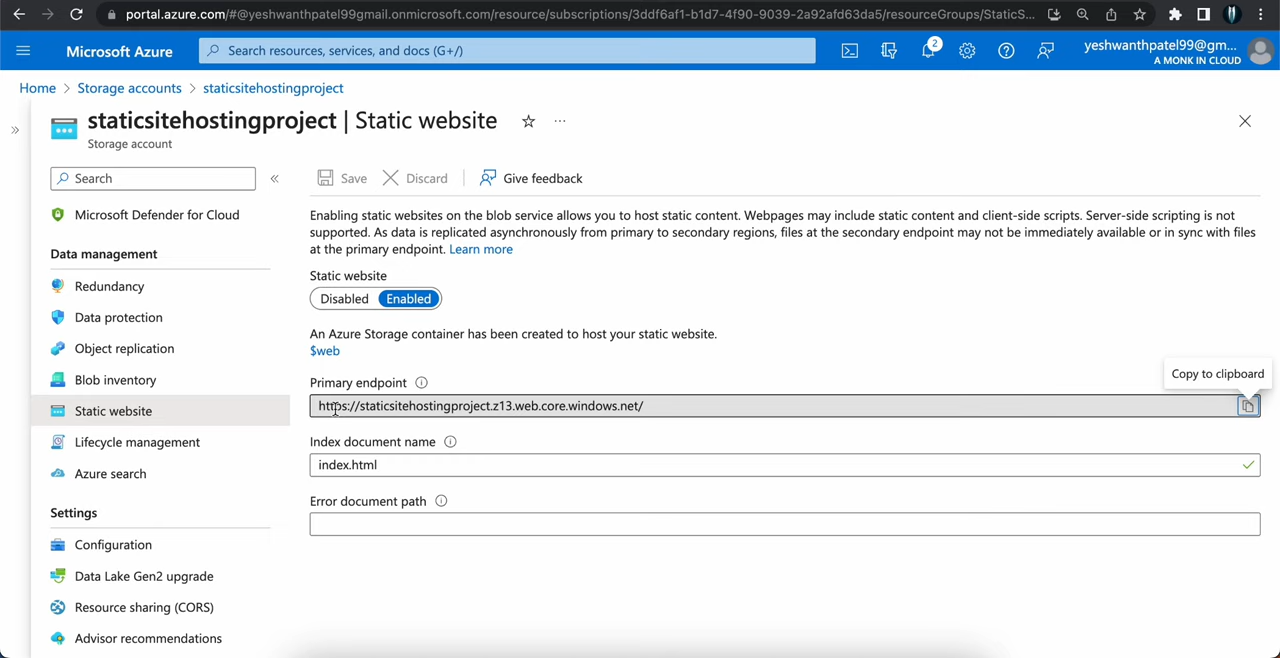 portal.azure.com/#@yeshwanthpatel99gmail.onmicrosoft.com/resource/subscriptions/3ddf6af1-b1d7-4f90-9039-2a92afd63da5/resourceGroups/StaticS...
Microsoft Azure
Search resources, services, and docs (G+/)
2
yeshwanthpatel99@gm...
A MONK IN CLOUD
Home > Storage accounts > staticsitehostingproject
staticsitehostingproject | Static website
Storage account
Search
Save
Discard
Give feedback
Microsoft Defender for Cloud
Data management
Redundancy
Data protection
Object replication
Blob inventory
Static website
Lifecycle management
Azure search
Settings
Configuration
Data Lake Gen2 upgrade
Resource sharing (CORS)
Advisor recommendations
Enabling static websites on the blob service allows you to host static content. Webpages may include static content and client-side scripts. Server-side scripting is not
supported. As data is replicated asynchronously from primary to secondary regions, files at the secondary endpoint may not be immediately available or in sync with files
at the primary endpoint. Learn more
Static website
Disabled Enabled
An Azure Storage container has been created to host your static website.
$web
Primary endpoint
Copy to clipboard
https://staticsitehostingproject.z13.web.core.windows.net/
Index document name
index.html
Error document path